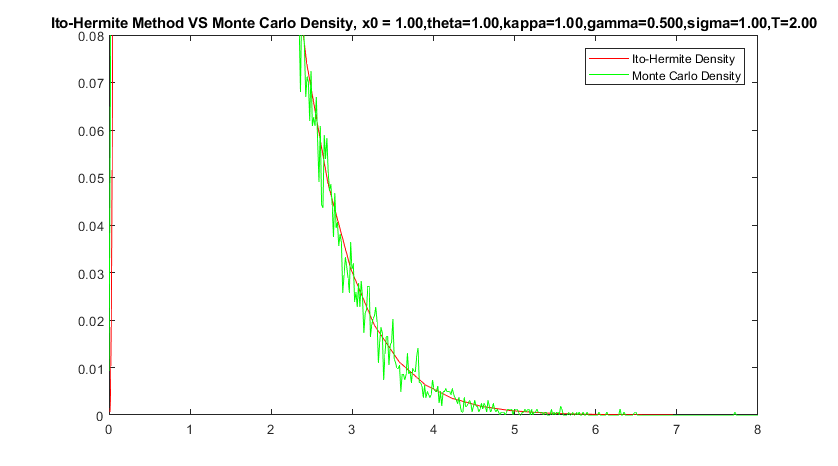 Ito-Hermite Method VS Monte Carlo Density, x0 = 1.00,theta=1.00,kappa=1.00,gamma=0.500,sigma=1.00,T=2.00
0.08
0.07
0.06
0.05
0.04
0.03
0.02
0.01
0
Ito-Hermite Density
Monte Carlo Density
0 1 2 3 4 5 6 7 8